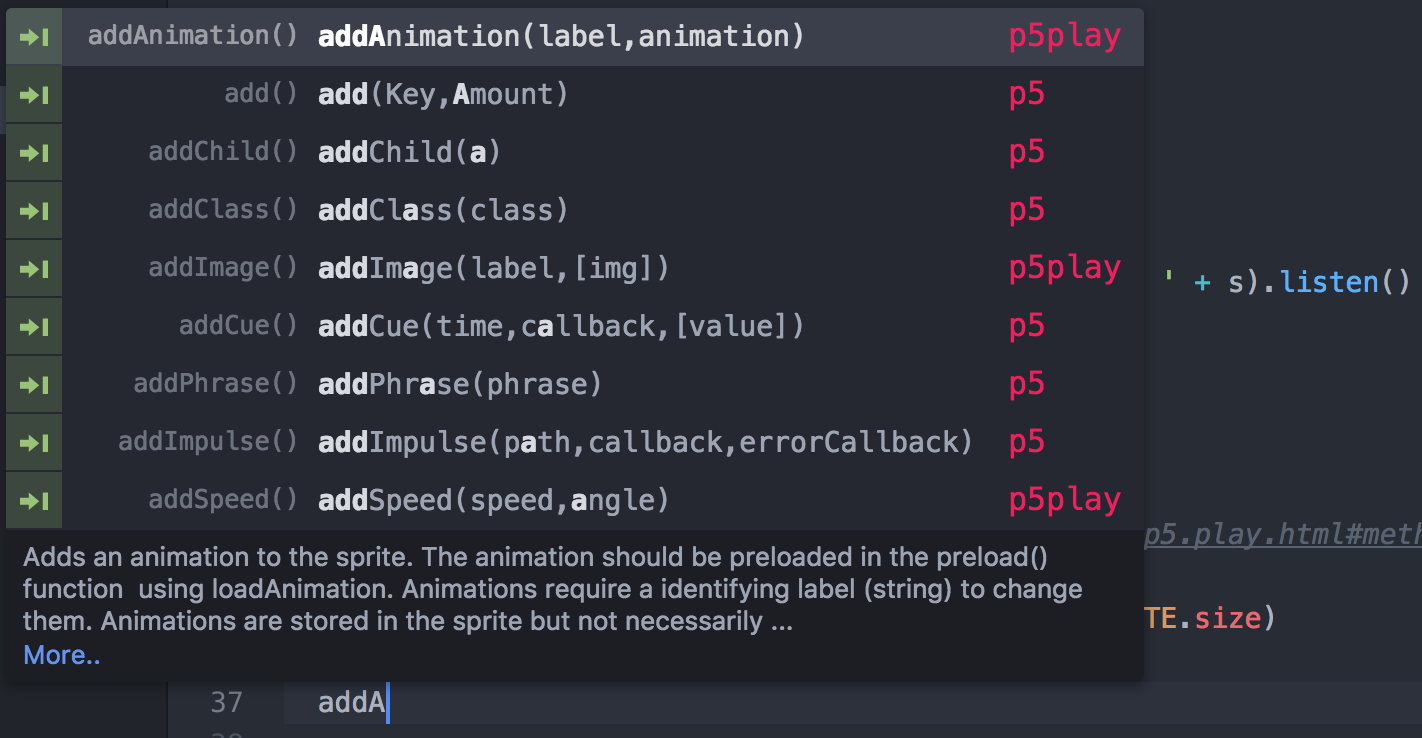 addAnimation() addAnimation(label,animation) p5play
add() add(Key,Amount) p5
addChild() addChild(a) p5
addClass() addClass(class) p5
addImage() addImage(label,[img]) p5play
' + s).listen()
addCue() addCue(time,callback,[value]) p5
addPhrase() addPhrase(phrase) p5
addImpulse() addImpulse(path,callback,errorCallback) p5
addSpeed() addSpeed(speed,angle) p5play
p5.play.html#meth
Adds an animation to the sprite. The animation should be preloaded in the preload()
function  using loadAnimation. Animations require a identifying label (string) to change
them. Animations are stored in the sprite but not necessarily ...
TE.size)
More..
37 addA